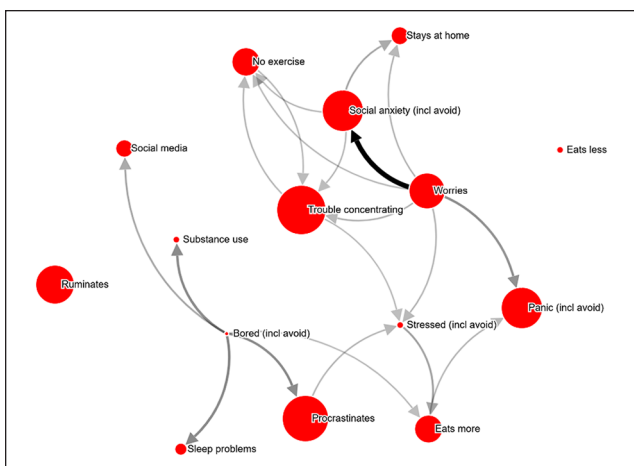 Stays at home
No exercise
Social anxiety (incl avoid)
Social media
Eats less
Worries
Trouble concentrating
Substance use
Ruminates
Panic (incl avoid)
Stressed (incl avoid)
Bored (incl avoid)
Procrastinates
Eats more
Sleep problems